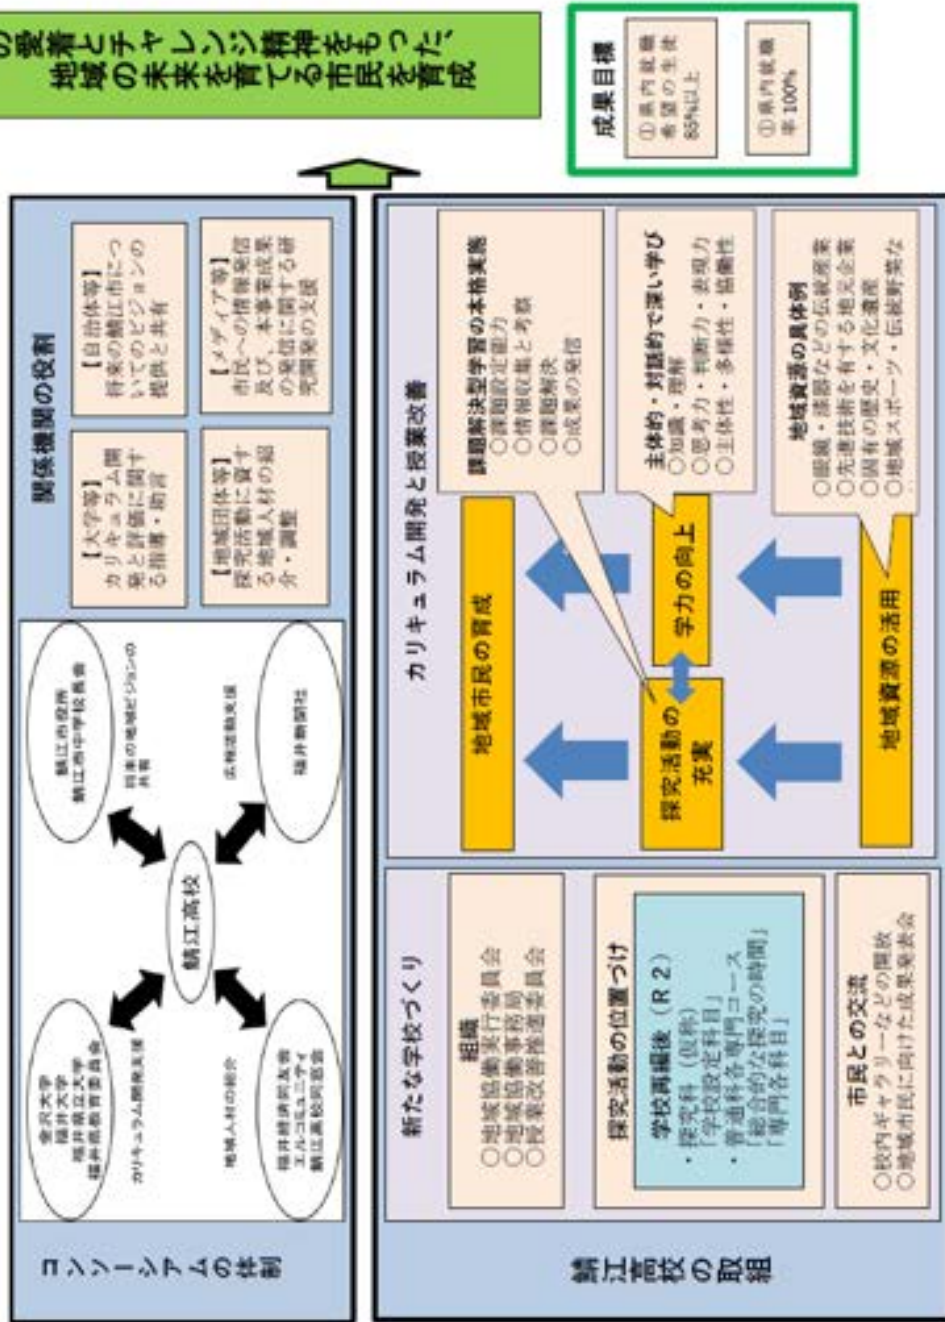 の愛着とチャレンジ精神をもった、
地域の未来を育てる市民を育成
コンソーシアムの体制
金沢大学
福井大学
福井県立大学
福井県教育委員会
カリキュラム開発支援
鯖江市役所
鯖江市中学校長会
将来の地域ビジョンの
共有
鯖江高校
地域人材の紹介
福井経済同友会
エルコミュニティ
鯖江高校同窓会
広報活動支援
福井新聞社
関係機関の役割
【大学等】
カリキュラム開
発と評価に関す
る指導・助言
【自治体等】
将来の鯖江市につ
いてのビジョンの
提供と共有
【地域団体等】
探究活動に資す
る地域人材の紹
介・調整
【メディア等】
市民への情報発信
及び、本事業成果
の発信に関する研
究開発の支援
鯖江高校の取組
新たな学校づくり
組織
○地域協働実行委員会
○地域協働事務局
○授業改善推進委員会
探究活動の位置づけ
学校再編後（R２）
・探究科（仮称）
「学校設定科目」
・普通科各専門コース
「総合的な探究の時間」
「専門各科目」
市民との交流
○校内ギャラリーなどの開放
○地域市民に向けた成果発表会
カリキュラム開発と授業改善
地域市民の育成
探究活動の
充実
学力の向上
地域資源の活用
課題解決型学習の本格実施
○課題設定能力
○情報収集と考察
○課題解決
○成果の発信
主体的・対話的で深い学び
○知識・理解
○思考力・判断力・表現力
○主体性・多様性・協働性
地域資源の具体例
○眼鏡・漆器などの伝統産業
○先進技術を有する地元企業
○固有の歴史・文化遺産
○地域スポーツ・伝統野菜な
成果目標
①県内就職
希望の生徒
85%以上
①県内就職
率100%